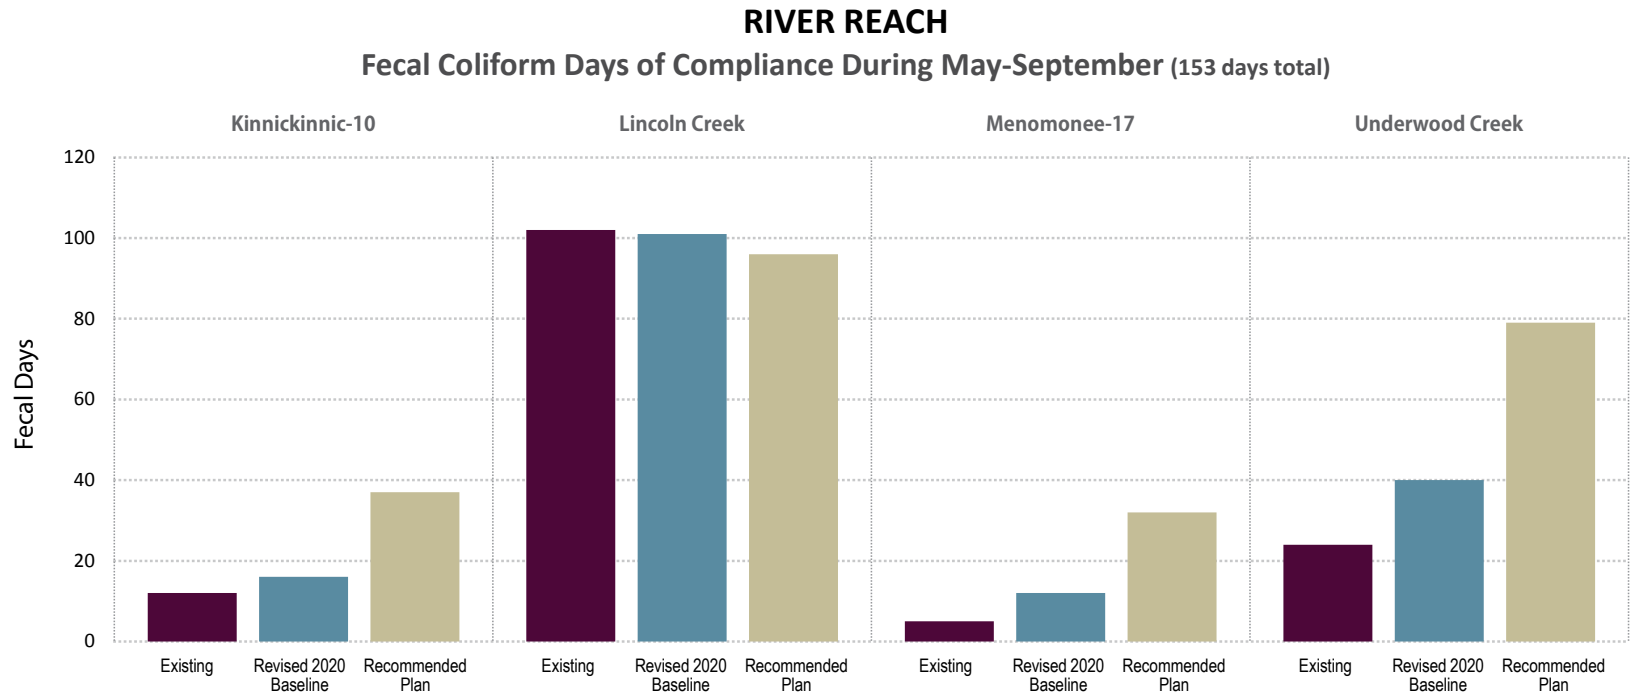 RIVER REACH
Fecal Coliform Days of Compliance During May-September (153 days total)
Kinnickinnic-10 Lincoln Creek Menomonee-17 Underwood Creek
120
100
80
60
40
20
0
Fecal Days
Existing Revised 2020 Recommended Existing Revised 2020 Recommended Existing Revised 2020 Recommended Existing Revised 2020 Recommended
Baseline Plan Baseline Plan Baseline Plan Baseline Plan